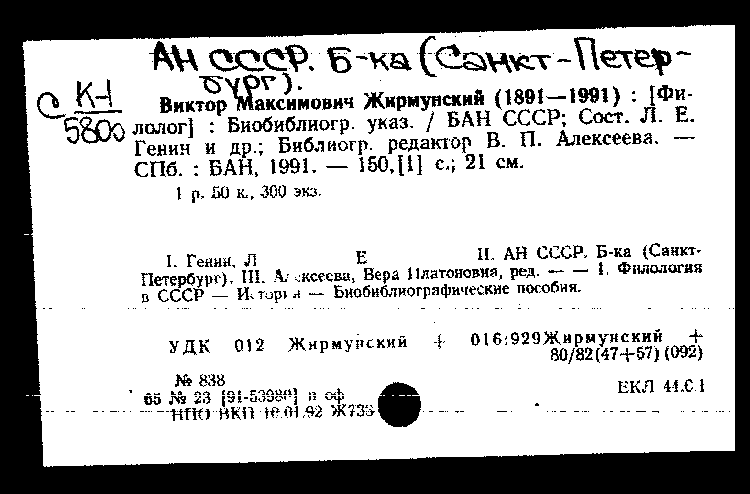 АН СССР. Б-ка (Санкт-Петер-
бург).
С К-1
5800
Виктор Максимович Жирмунский (1891—1991) : [Фи-
лолог] : Биобиблиогр. указ. / БАН СССР; Сост. Л. Е.
Генин и др.; Библиогр. редактор В. П. Алексеева. —
СПб. : БАН, 1991. — 150,[1] с.; 21 см.
1 р. 50 к., 300 экз.
I. Генин, Л Е II. АН СССР. Б-ка (Санкт-
Петербург). III. Алексеева, Вера Платоновна, ред. — — 1. Филология
в СССР — История — Биобиблиографические пособия.
УДК 012 Жирмунский + 016:929Жирмунский +
80/82(47+57) (092)
№ 838
65 № 23 п оф
ЕКЛ
НПО ВКП 10.01.92 Ж735